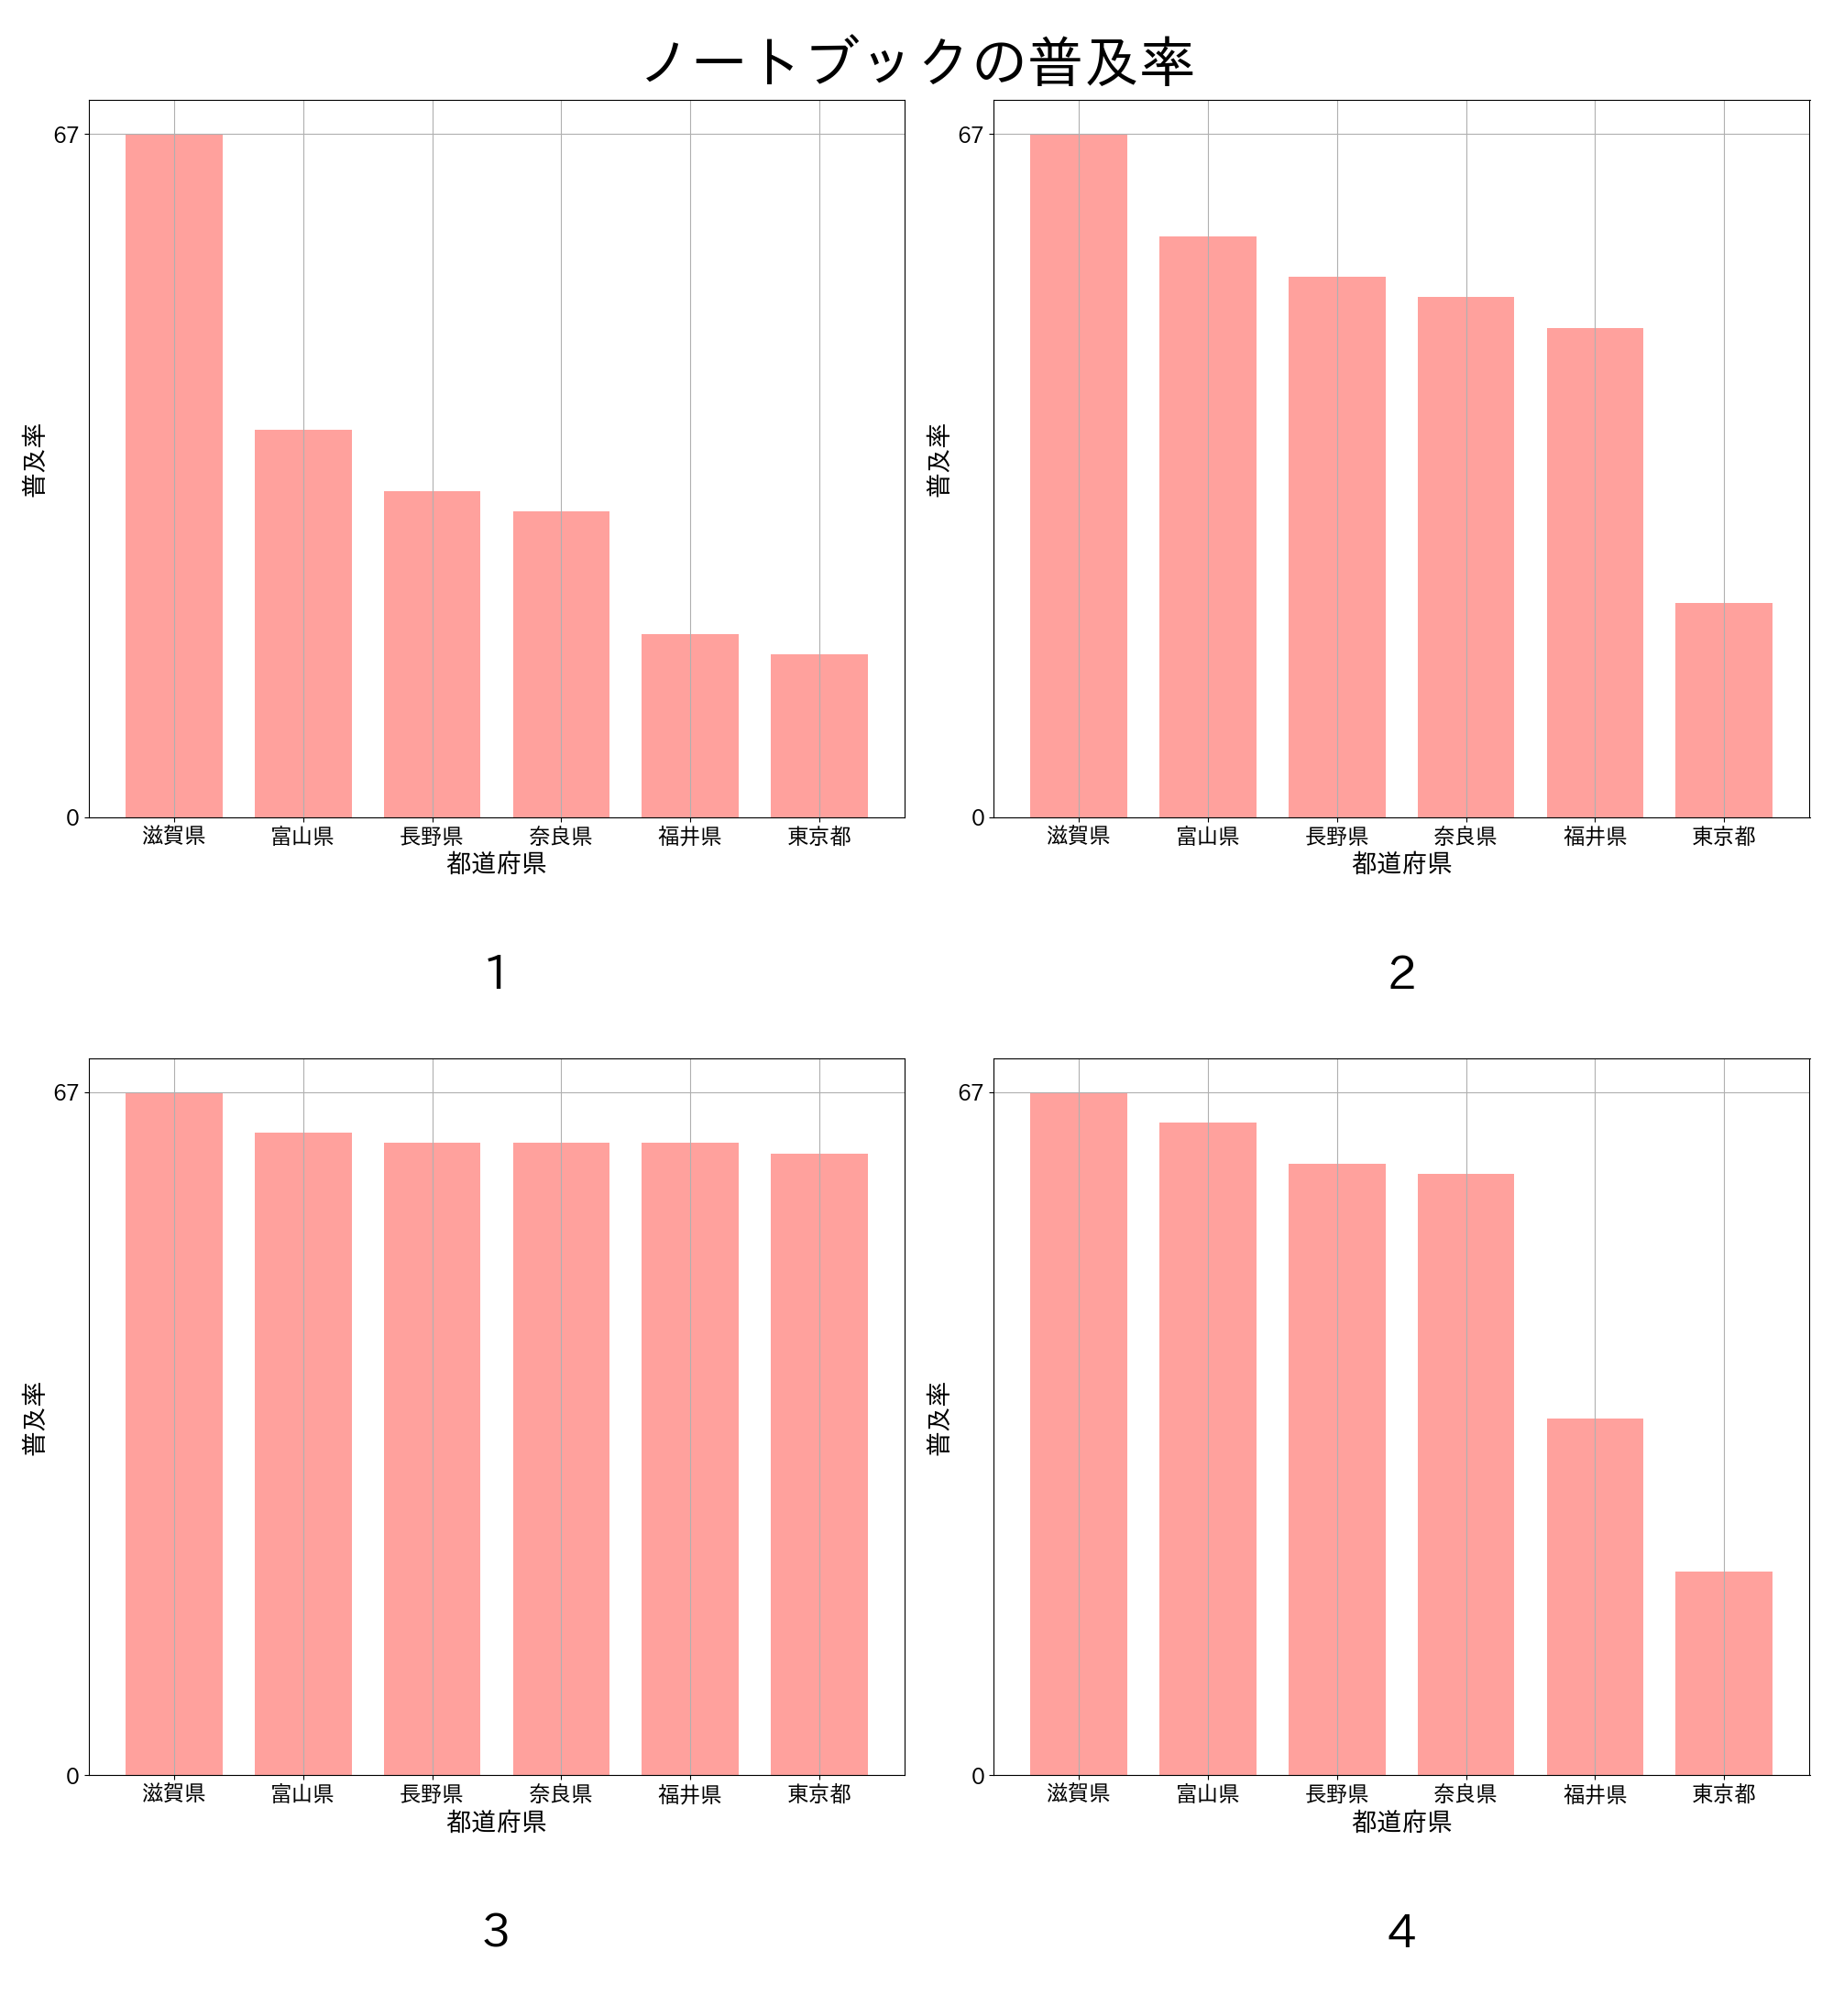 ノートブックの普及率
67
0
普及率
滋賀県 富山県 長野県 奈良県 福井県 東京都
都道府県
1
67
0
普及率
滋賀県 富山県 長野県 奈良県 福井県 東京都
都道府県
2
67
0
普及率
滋賀県 富山県 長野県 奈良県 福井県 東京都
都道府県
3
67
0
普及率
滋賀県 富山県 長野県 奈良県 福井県 東京都
都道府県
4